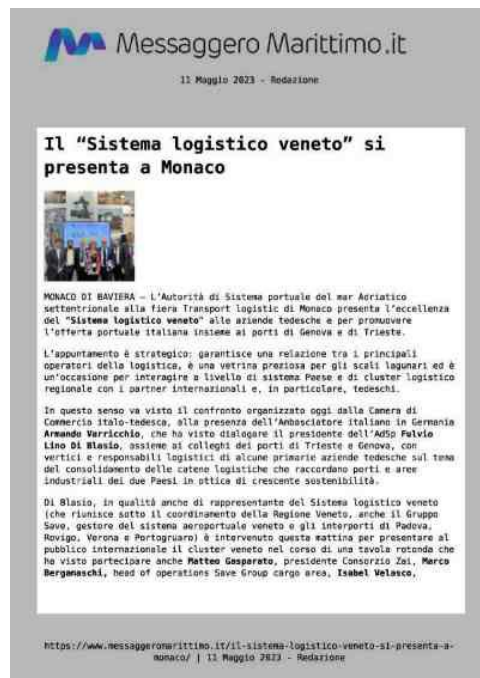 Messaggero Marittimo.it
11 Maggio 2023 - Redazione
Il “Sistema logistico veneto” si
presenta a Monaco
MONACO DI BAVIERA – L'Autorità di Sistema portuale del mar Adriatico
settentrionale alla fiera Transport logistic di Monaco presenta l'eccellenza
del "Sistema logistico veneto" alle aziende tedesche e per promuovere
l'offerta portuale italiana insieme ai porti di Genova e di Trieste.
L'appuntamento è strategico: garantisce una relazione tra i principali
operatori della logistica, è una vetrina preziosa per gli scali lagunari ed è
un'occasione per interagire a livello di sistema Paese e di cluster logistico
regionale con i partner internazionali e, in particolare, tedeschi.
In questo senso va visto il confronto organizzato oggi dalla Camera di
Commercio italo-tedesca, alla presenza dell'Ambasciatore italiano in Germania
Armando Varricchio, che ha visto dialogare il presidente dell'AdSp Fulvio
Lino Di Blasio, assieme ai colleghi dei porti di Trieste e Genova, con
vertici e responsabili logistici di alcune primarie aziende tedesche sul tema
del consolidamento delle catene logistiche che raccordano porti e aree
industriali dei due Paesi in ottica di crescente sostenibilità.
Di Blasio, in qualità anche di rappresentante del Sistema logistico veneto
(che riunisce sotto il coordinamento della Regione Veneto, anche il Gruppo
Save, gestore del sistema aeroportuale veneto e gli interporti di Padova,
Rovigo, Verona e Portogruaro) è intervenuto questa mattina per presentare al
pubblico internazionale il cluster veneto nel corso di una tavola rotonda che
ha visto partecipare anche Matteo Gasparato, presidente Consorzio Zai, Marco
Bergamaschi, head of operations Save Group cargo area, Isabel Velasco,
https://www.messaggeromarittimo.it/il-sistema-logistico-veneto-si-presenta-a-
monaco/ | 11 Maggio 2023 - Redazione